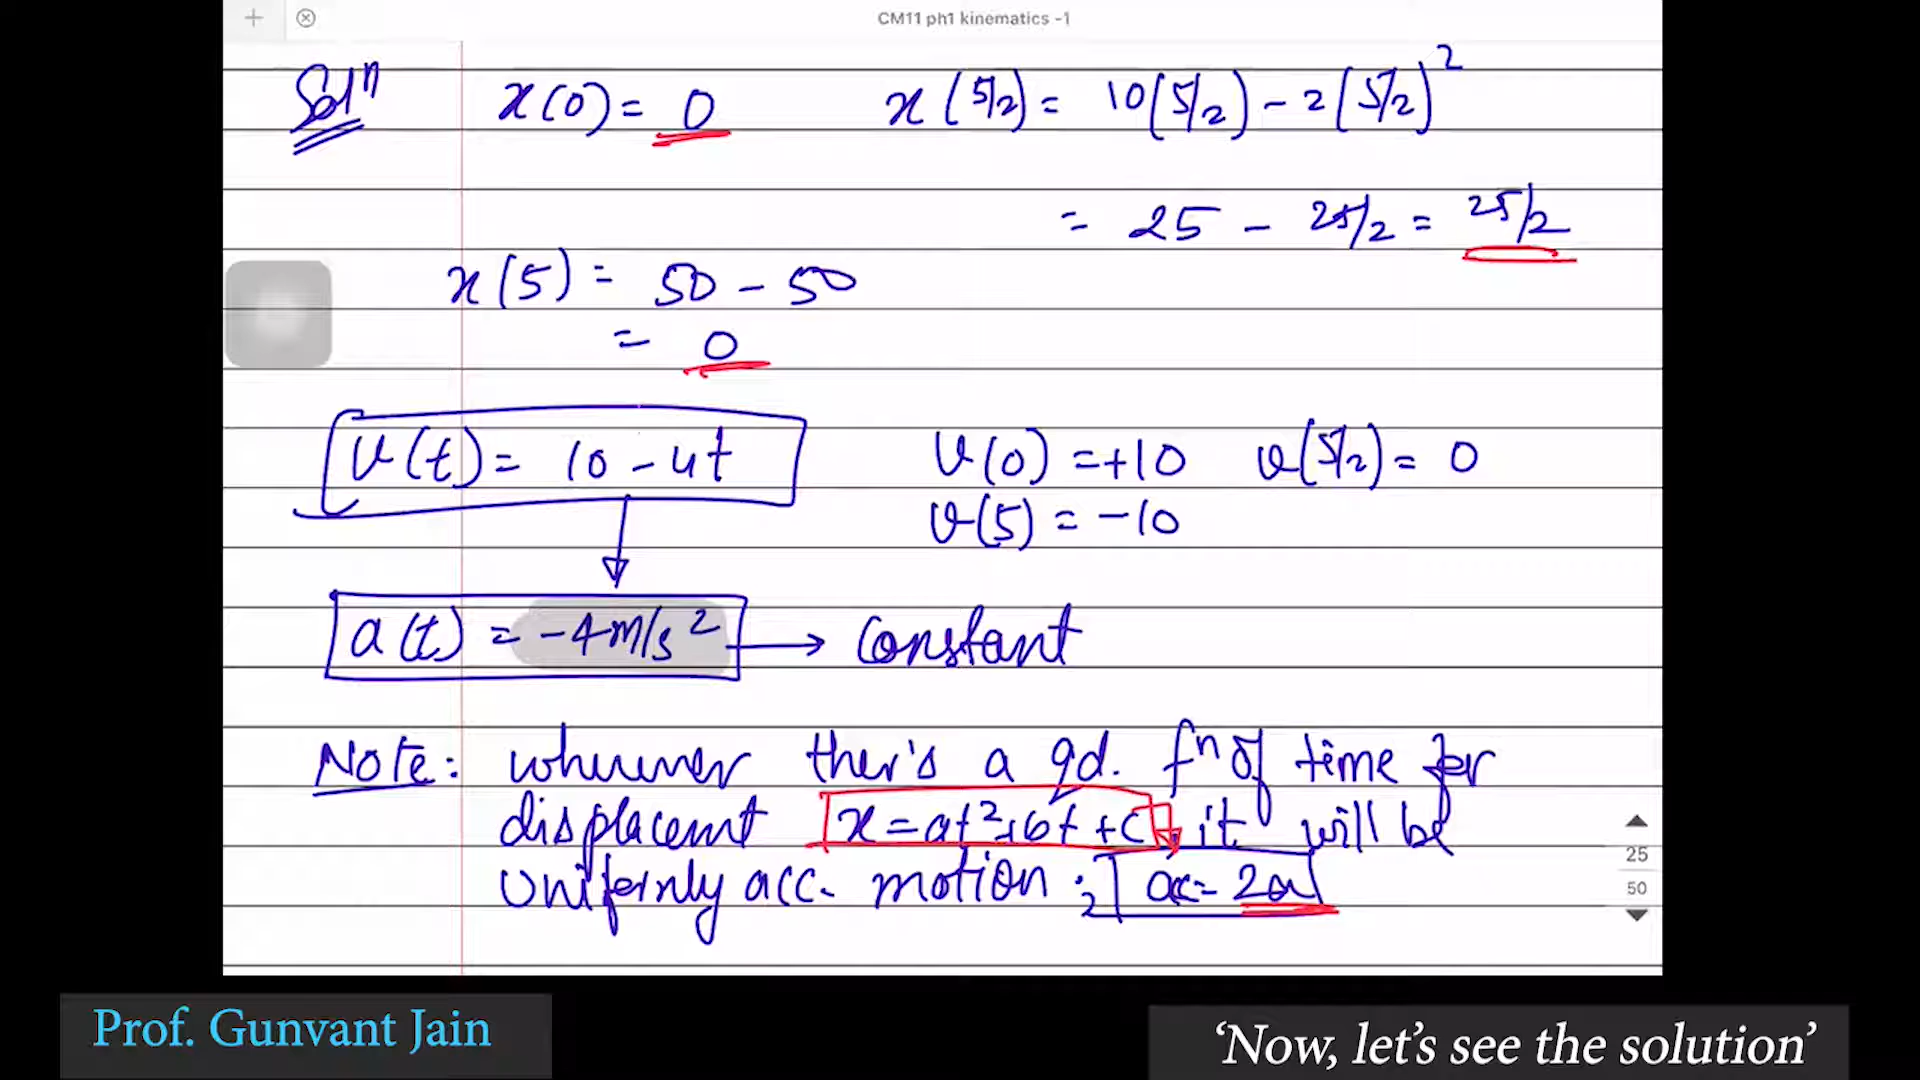 CM11 ph1 kinematics -1
Solⁿ x(0) = 0 x(5/2) = 10(5/2) - 2(5/2)²
= 25 - 25/2 = 25/2
x(5) = 50 - 50
= 0
v(t) = 10 - 4t v(0) = +10 v(5/2) = 0
v(5) = -10
a(t) = -4m/s² → constant
Note: whenever ther's a qd. fⁿ of time for
displacemt x = at²+bt+c, it will be
25
uniformly acc. motion : acc = 2a
50
Prof. Gunvant Jain
‘Now, let’s see the solution’